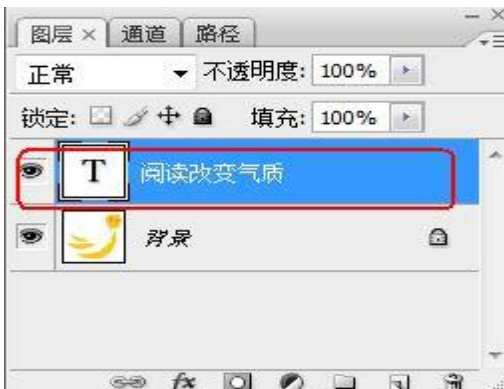 图层 × 通道 路径
正常 不透明度: 100%
锁定: 填充: 100%
T 阅读改变气质
背景
fx